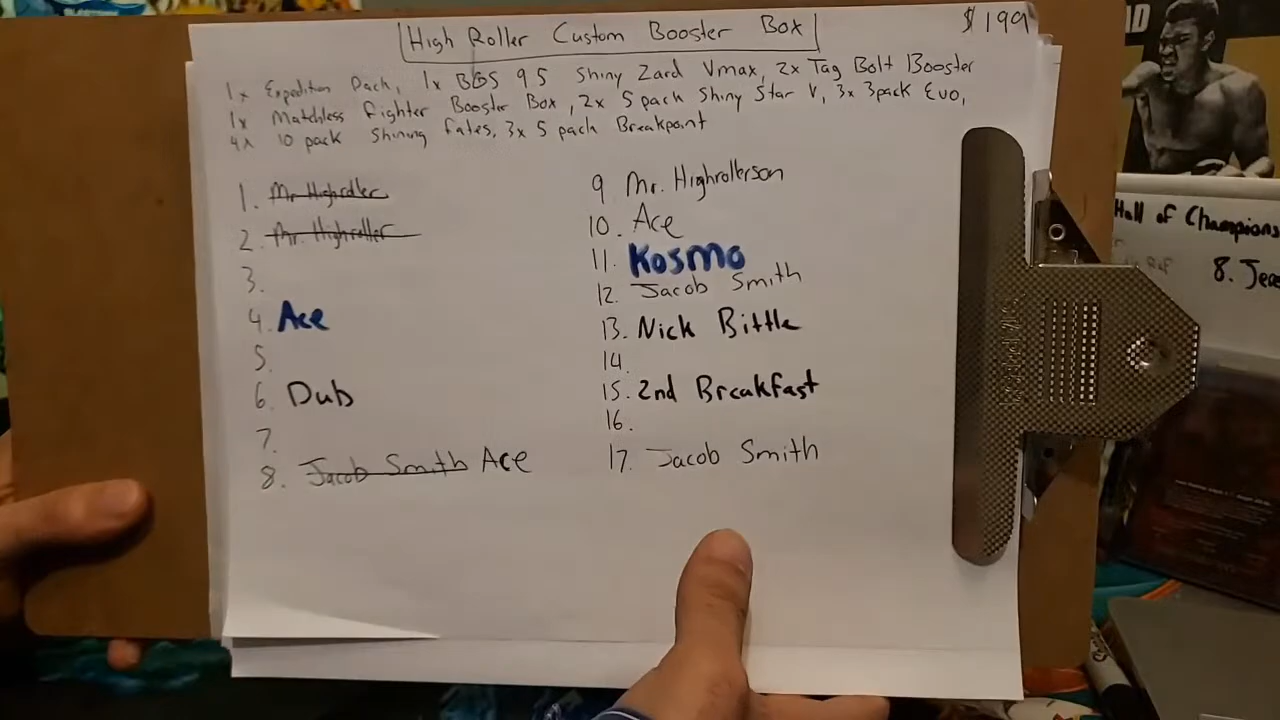 High Roller Custom Booster Box
$199
1x Expedition Pack, 1x BGS 9.5 Shiny Zard Vmax, 2x Tag Bolt Booster
1x Matchless Fighter Booster Box, 2x 5 pack Shiny Star V, 3x 3pack Evo,
4x 10 pack Shining Fates, 3x 5 pack Breakpoint
1. Mr. Highroller
2. Mr. Highroller
3.
4. Ace
5.
6. Dub
7.
8. Jacob Smith Ace
9 Mr. Highrollerson
10. Ace
11. Kosmo
12. Jacob Smith
13. Nick Bittle
14.
15. 2nd Breakfast
16.
17. Jacob Smith
Hall of Champions
8.